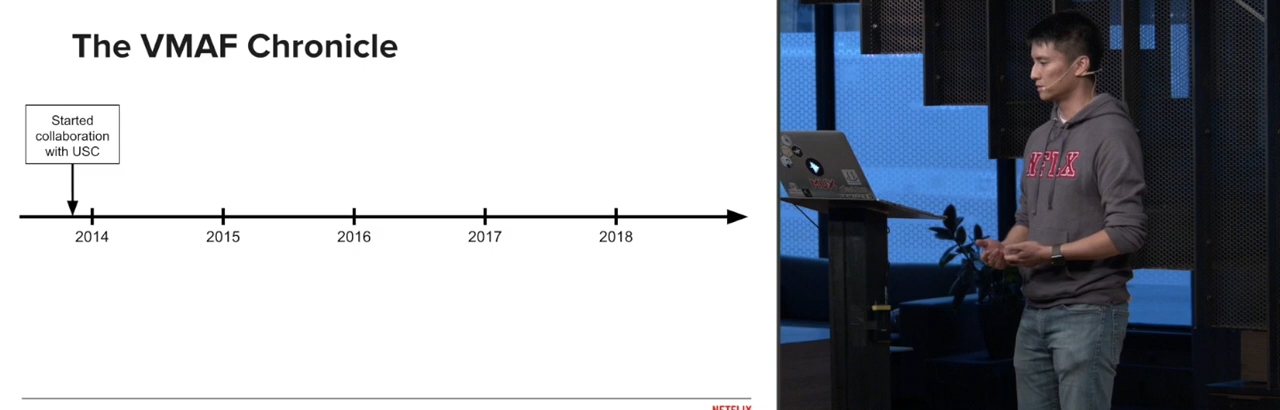 The VMAF Chronicle
Started
collaboration
with USC
2014
2015
2016
2017
2018
NETFLIX